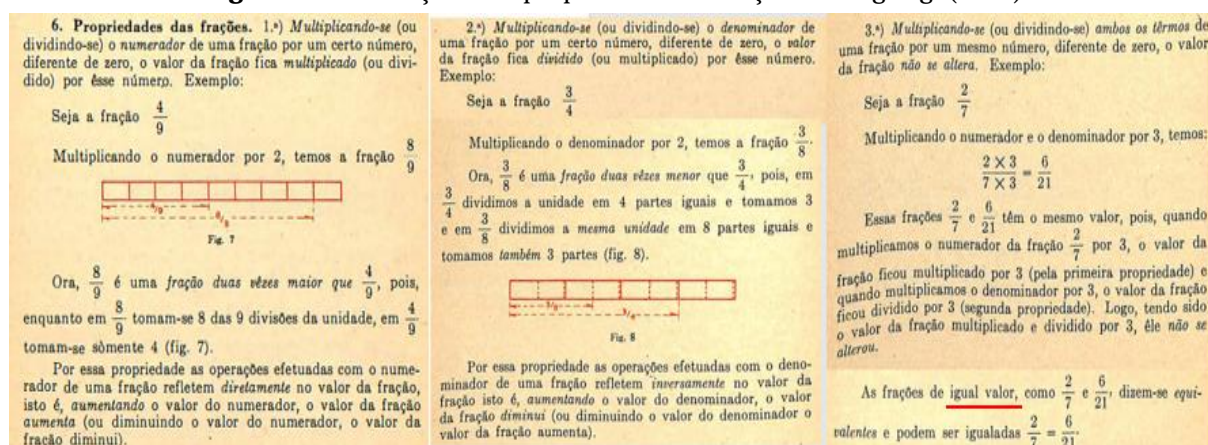 6. Propriedades das frações. 1.ª) Multiplicando-se (ou
dividindo-se) o numerador de uma fração por um certo número,
diferente de zero, o valor da fração fica multiplicado (ou divi-
dido) por êsse número. Exemplo:
Seja a fração 4/9
Multiplicando o numerador por 2, temos a fração 8/9
4/9
8/9
Fig. 7
Ora, 8/9 é uma fração duas vêzes maior que 4/9, pois,
enquanto em 8/9 tomam-se 8 das 9 divisões da unidade, em 4/9
tomam-se sòmente 4 (fig. 7).
Por essa propriedade as operações efetuadas com o nume-
rador de uma fração refletem diretamente no valor da fração,
isto é, aumentando o valor do numerador, o valor da fração
aumenta (ou diminuindo o valor do numerador, o valor da
fração diminui).
2.ª) Multiplicando-se (ou dividindo-se) o denominador de
uma fração por um certo número, diferente de zero, o valor
da fração fica dividido (ou multiplicado) por êsse número.
Exemplo:
Seja a fração 3/4
Multiplicando o denominador por 2, temos a fração 3/8.
Ora, 3/8 é uma fração duas vêzes menor que 3/4, pois, em
3/4 dividimos a unidade em 4 partes iguais e tomamos 3
e em 3/8 dividimos a mesma unidade em 8 partes iguais e
tomamos também 3 partes (fig. 8).
3/8
3/4
Fig. 8
Por essa propriedade as operações efetuadas com o deno-
minador de uma fração refletem inversamente no valor da
fração isto é, aumentando o valor do denominador, o valor
da fração diminui (ou diminuindo o valor do denominador o
valor da fração aumenta).
3.ª) Multiplicando-se (ou dividindo-se) ambos os têrmos de
uma fração por um mesmo número, diferente de zero, o valor
da fração não se altera. Exemplo:
Seja a fração 2/7
Multiplicando o numerador e o denominador por 3, temos:
2 × 3/7 × 3 = 6/21
Essas frações 2/7 e 6/21 têm o mesmo valor, pois, quando
multiplicamos o numerador da fração 2/7 por 3, o valor da
fração ficou multiplicado por 3 (pela primeira propriedade) e
quando multiplicamos o denominador por 3, o valor da fração
ficou dividido por 3 (segunda propriedade). Logo, tendo sido
o valor da fração multiplicado e dividido por 3, êle não se
alterou.
As frações de igual valor, como 2/7 e 6/21, dizem-se equi-
valentes e podem ser igualadas 2/7 = 6/21.